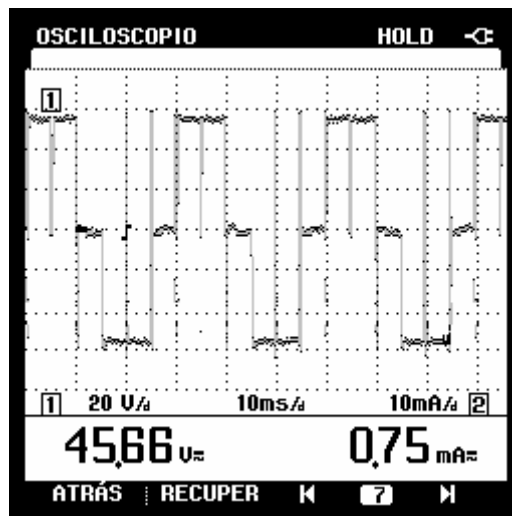 OSCILOSCOPIO HOLD
1
1 20 V/d 10ms/d 10mA/d 2
45,66 V≂ 0,75 mA≂
ATRÁS RECUPER 7